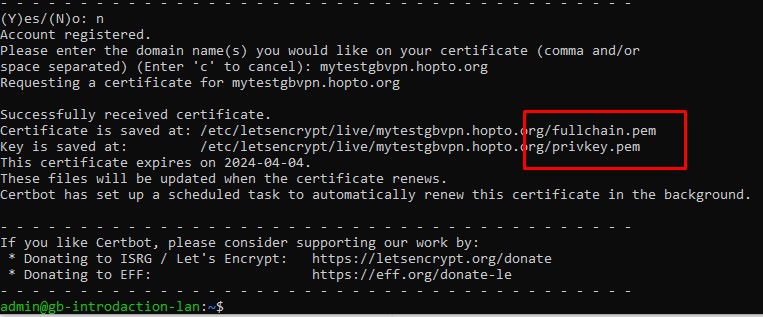 - - - - - - - - - - - - - - - - - - - - - - - - - - - - - - - - - - - - - - - -
(Y)es/(N)o: n
Account registered.
Please enter the domain name(s) you would like on your certificate (comma and/or
space separated) (Enter 'c' to cancel): mytestgbvpn.hopto.org
Requesting a certificate for mytestgbvpn.hopto.org

Successfully received certificate.
Certificate is saved at: /etc/letsencrypt/live/mytestgbvpn.hopto.org/fullchain.pem
Key is saved at:         /etc/letsencrypt/live/mytestgbvpn.hopto.org/privkey.pem
This certificate expires on 2024-04-04.
These files will be updated when the certificate renews.
Certbot has set up a scheduled task to automatically renew this certificate in the background.

- - - - - - - - - - - - - - - - - - - - - - - - - - - - - - - - - - - - - - - -
If you like Certbot, please consider supporting our work by:
 * Donating to ISRG / Let's Encrypt:   https://letsencrypt.org/donate
 * Donating to EFF:                    https://eff.org/donate-le
- - - - - - - - - - - - - - - - - - - - - - - - - - - - - - - - - - - - - - - -
admin@gb-introdaction-lan:~$